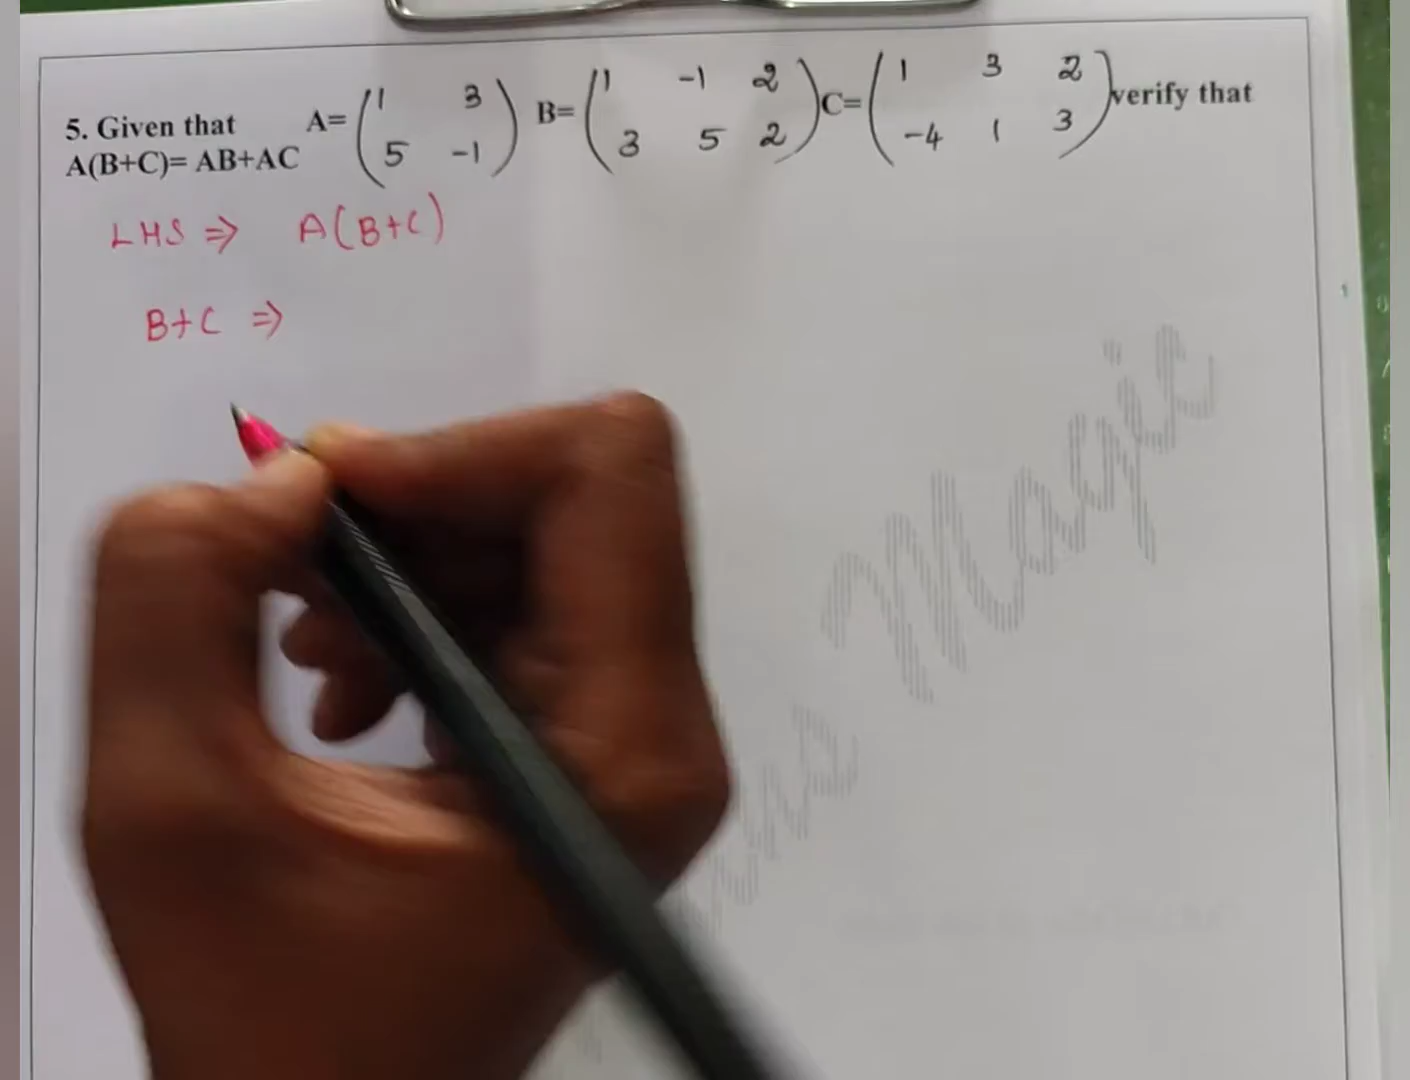 5. Given that A= ( 1 3 5 -1 ) B= ( 1 -1 2 3 5 2 ) C= ( 1 3 2 -4 1 3 ) verify that
A(B+C)= AB+AC
LHS ⇒ A(B+C)
B+C ⇒
Magic